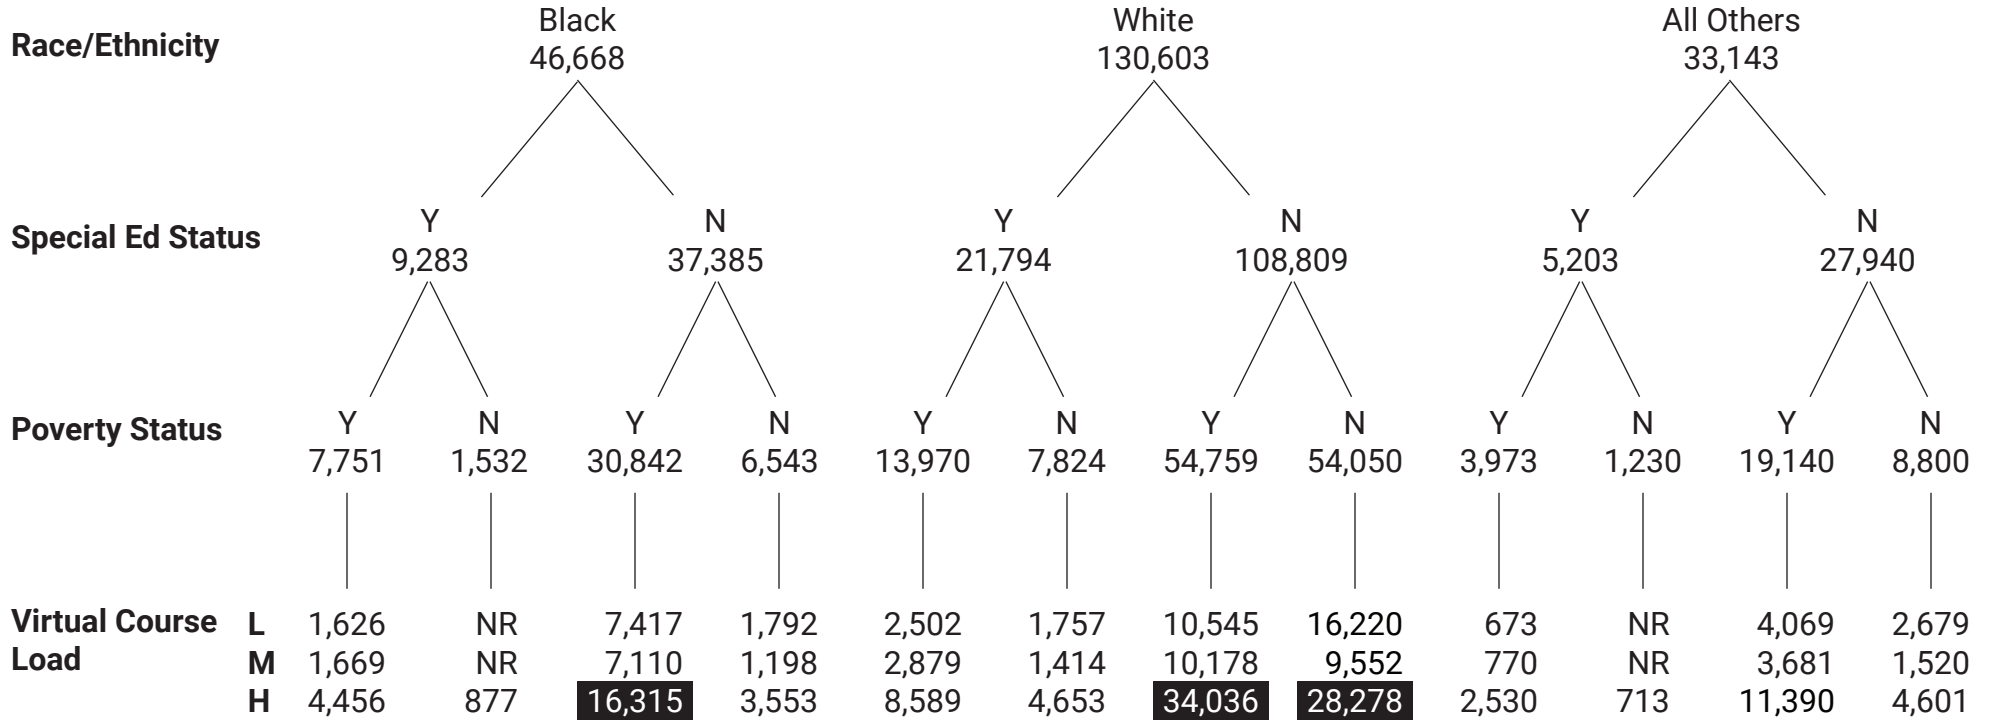 Black White All Others
Race/Ethnicity
46,668 130,603 33,143
Y N Y N Y N
Special Ed Status
9,283 37,385 21,794 108,809 5,203 27,940
Y N Y N Y N Y N Y N Y N
Poverty Status
7,751 1,532 30,842 6,543 13,970 7,824 54,759 54,050 3,973 1,230 19,140 8,800
Virtual Course L 1,626 NR 7,417 1,792 2,502 1,757 10,545 16,220 673 NR 4,069 2,679
Load M 1,669 NR 7,110 1,198 2,879 1,414 10,178 9,552 770 NR 3,681 1,520
H 4,456 877 16,315 3,553 8,589 4,653 34,036 28,278 2,530 713 11,390 4,601